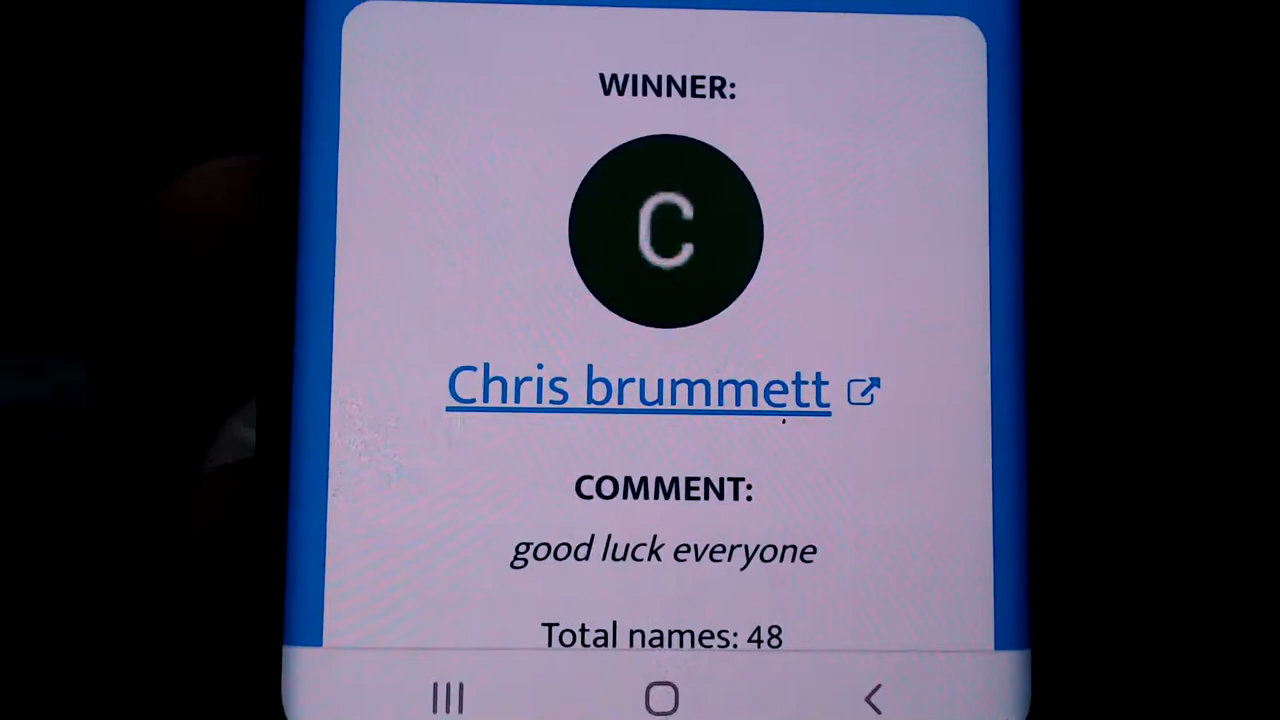 WINNER:
C
Chris brummett
COMMENT:
good luck everyone
Total names: 48